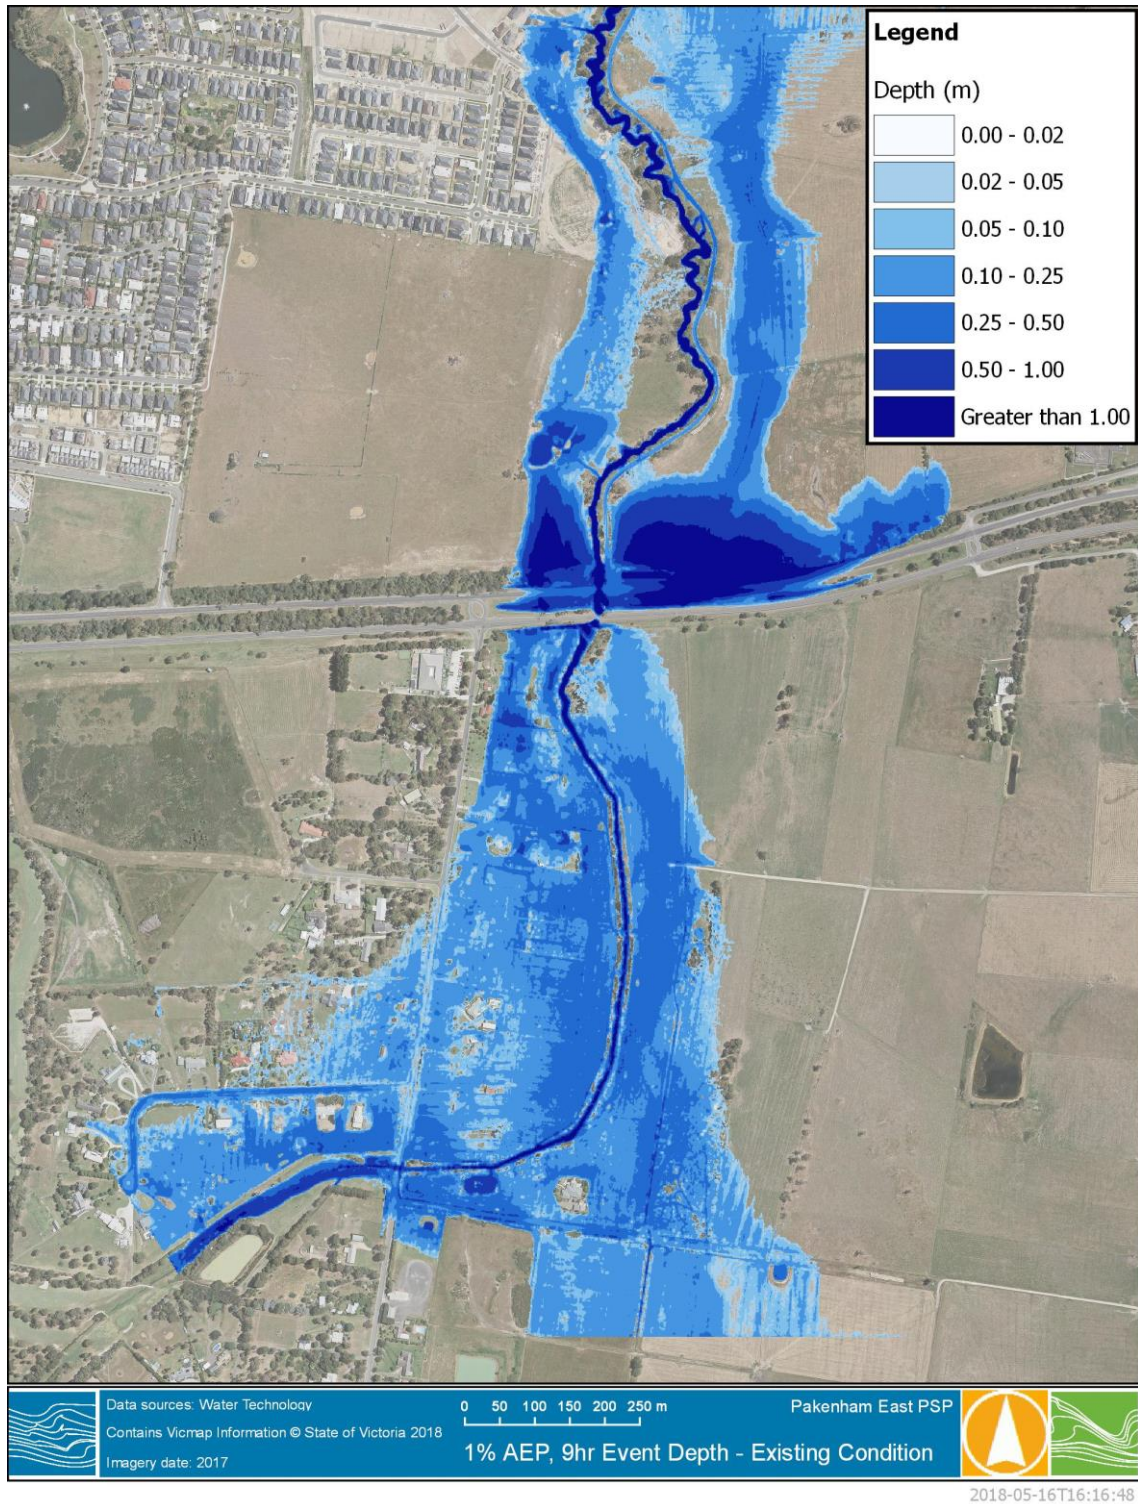 Legend
Depth (m)
0.00 - 0.02
0.02 - 0.05
0.05 - 0.10
0.10 - 0.25
0.25 - 0.50
0.50 - 1.00
Greater than 1.00
Data sources: Water Technology
Contains Vicmap Information © State of Victoria 2018
Imagery date: 2017
0 50 100 150 200 250 m
Pakenham East PSP
1% AEP, 9hr Event Depth - Existing Condition
2018-05-16T16:16:48